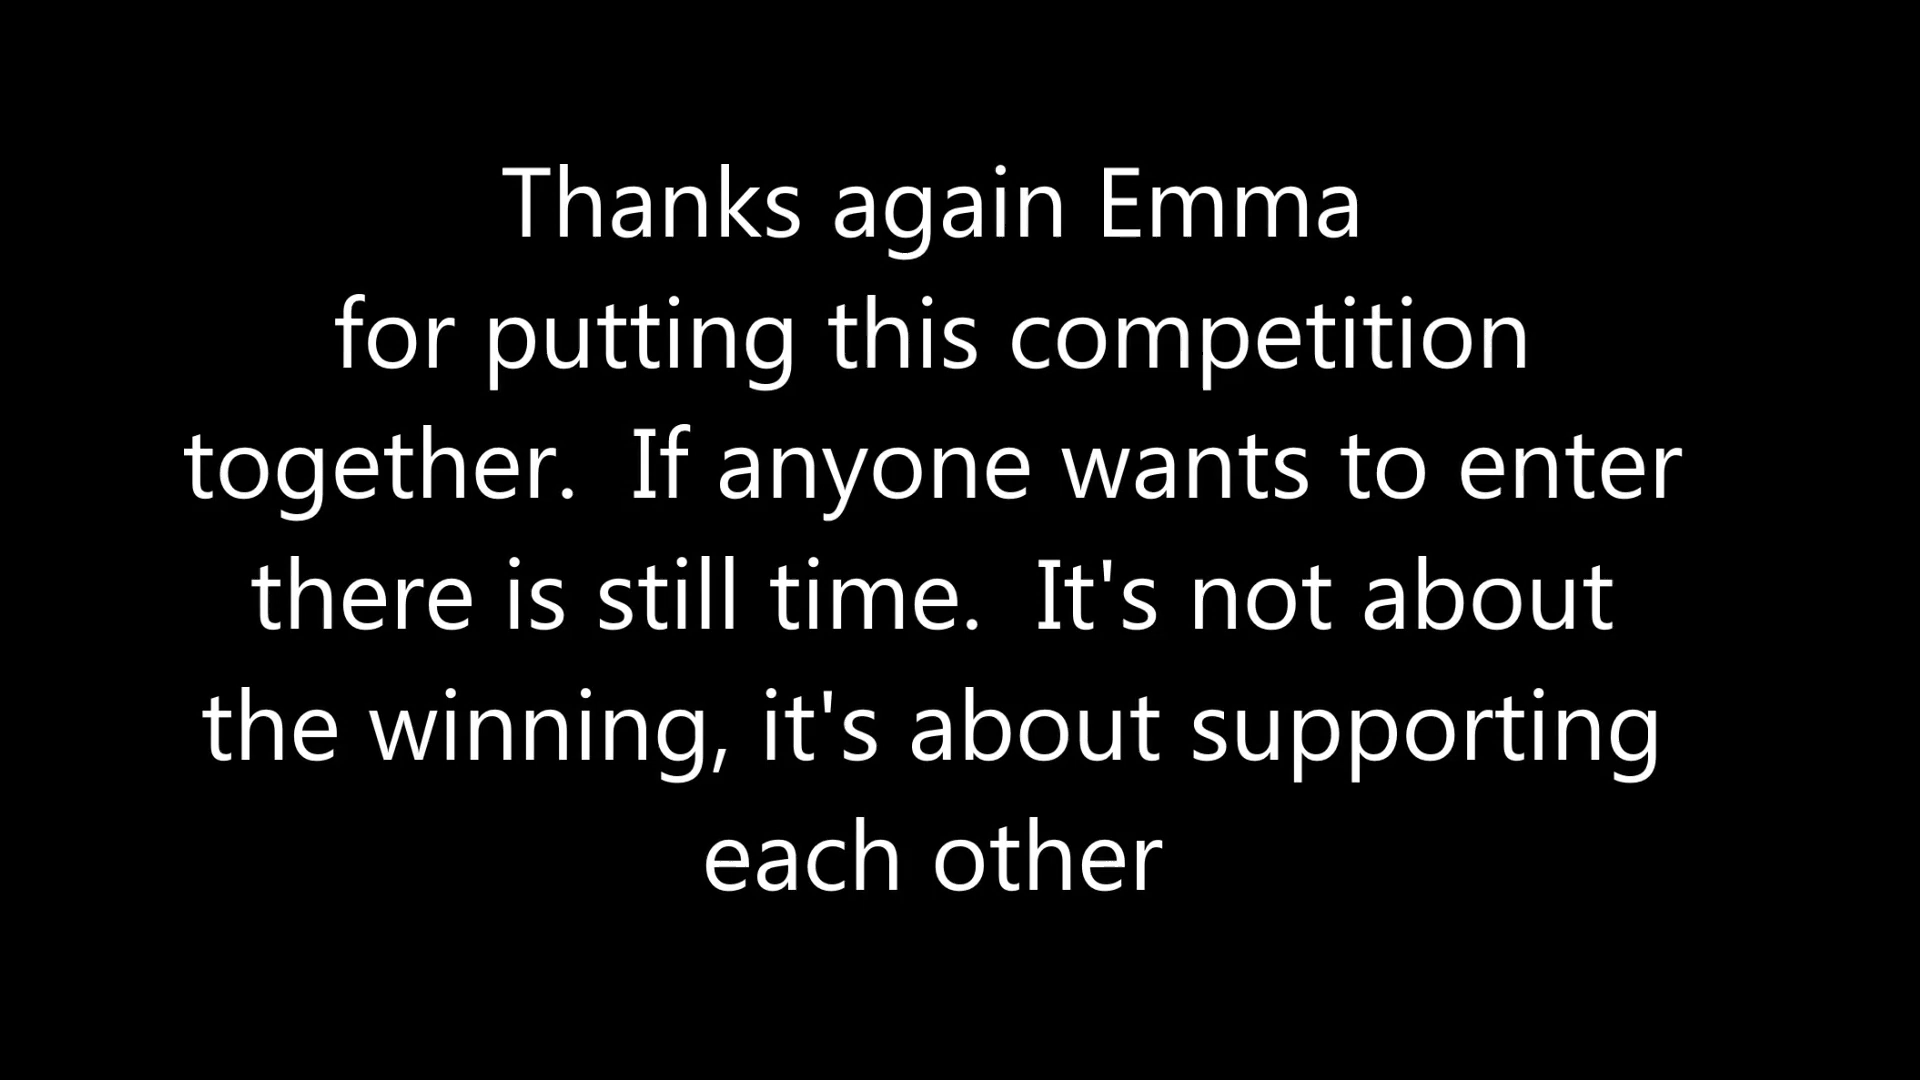 Thanks again Emma
for putting this competition
together.  If anyone wants to enter
there is still time.  It's not about
the winning, it's about supporting
each other